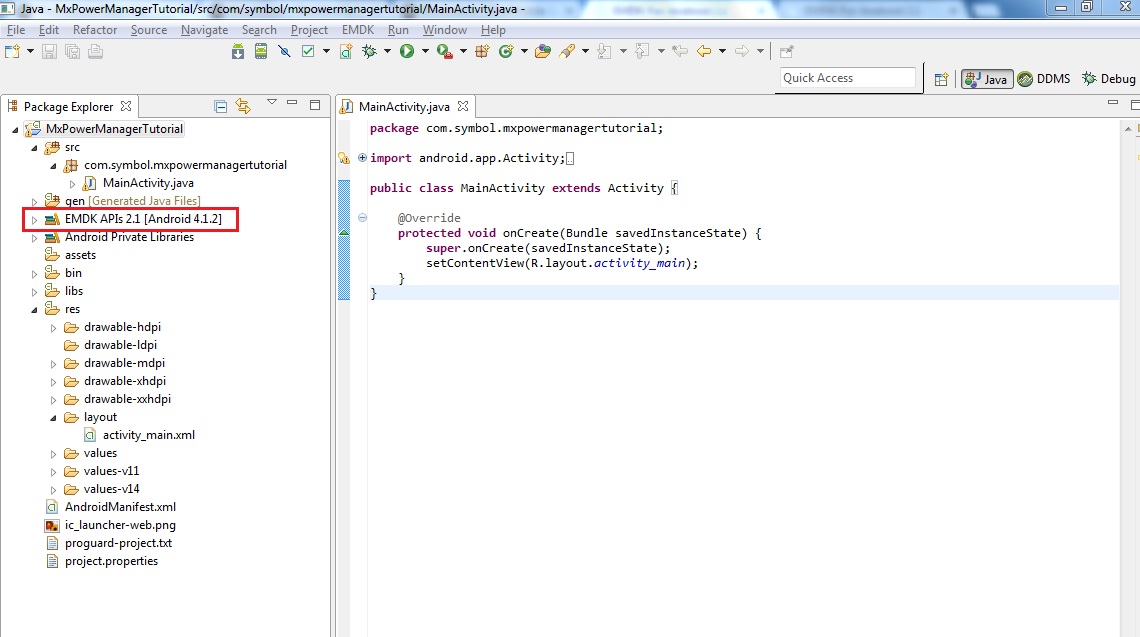 Java - MxPowerManagerTutorial/src/com/symbol/mxpowermanagertutorial/MainActivity.java -
File Edit Refactor Source Navigate Search Project EMDK Run Window Help
Quick Access
Java DDMS Debug
Package Explorer
MxPowerManagerTutorial
src
com.symbol.mxpowermanagertutorial
MainActivity.java
gen [Generated Java Files]
EMDK APIs 2.1 [Android 4.1.2]
Android Private Libraries
assets
bin
libs
res
drawable-hdpi
drawable-ldpi
drawable-mdpi
drawable-xhdpi
drawable-xxhdpi
layout
activity_main.xml
values
values-v11
values-v14
AndroidManifest.xml
ic_launcher-web.png
proguard-project.txt
project.properties
MainActivity.java
package com.symbol.mxpowermanagertutorial;
import android.app.Activity;
public class MainActivity extends Activity {
@Override
protected void onCreate(Bundle savedInstanceState) {
super.onCreate(savedInstanceState);
setContentView(R.layout.activity_main);
}
}